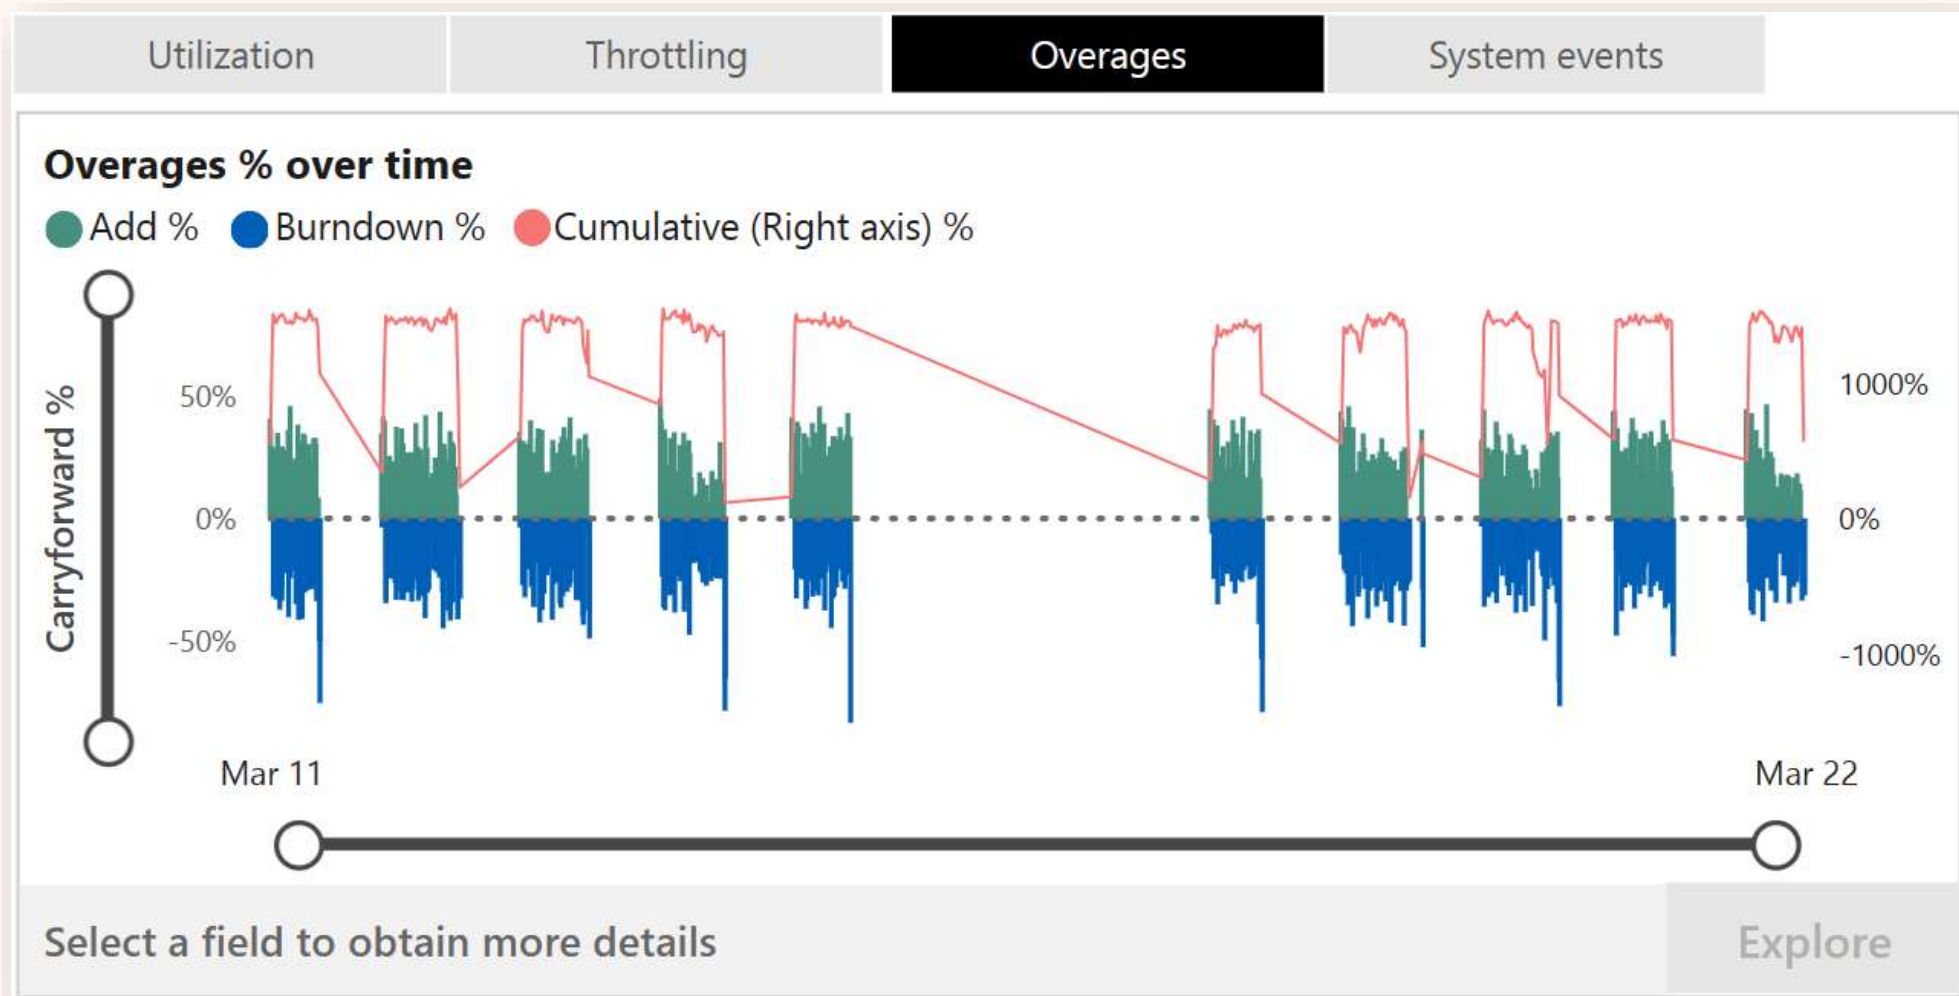 Utilization
Throttling
Overages
System events
Overages % over time
Add %
Burndown %
Cumulative (Right axis) %
Carryforward %
50%
0%
-50%
1000%
0%
-1000%
Mar 11
Mar 22
Select a field to obtain more details
Explore